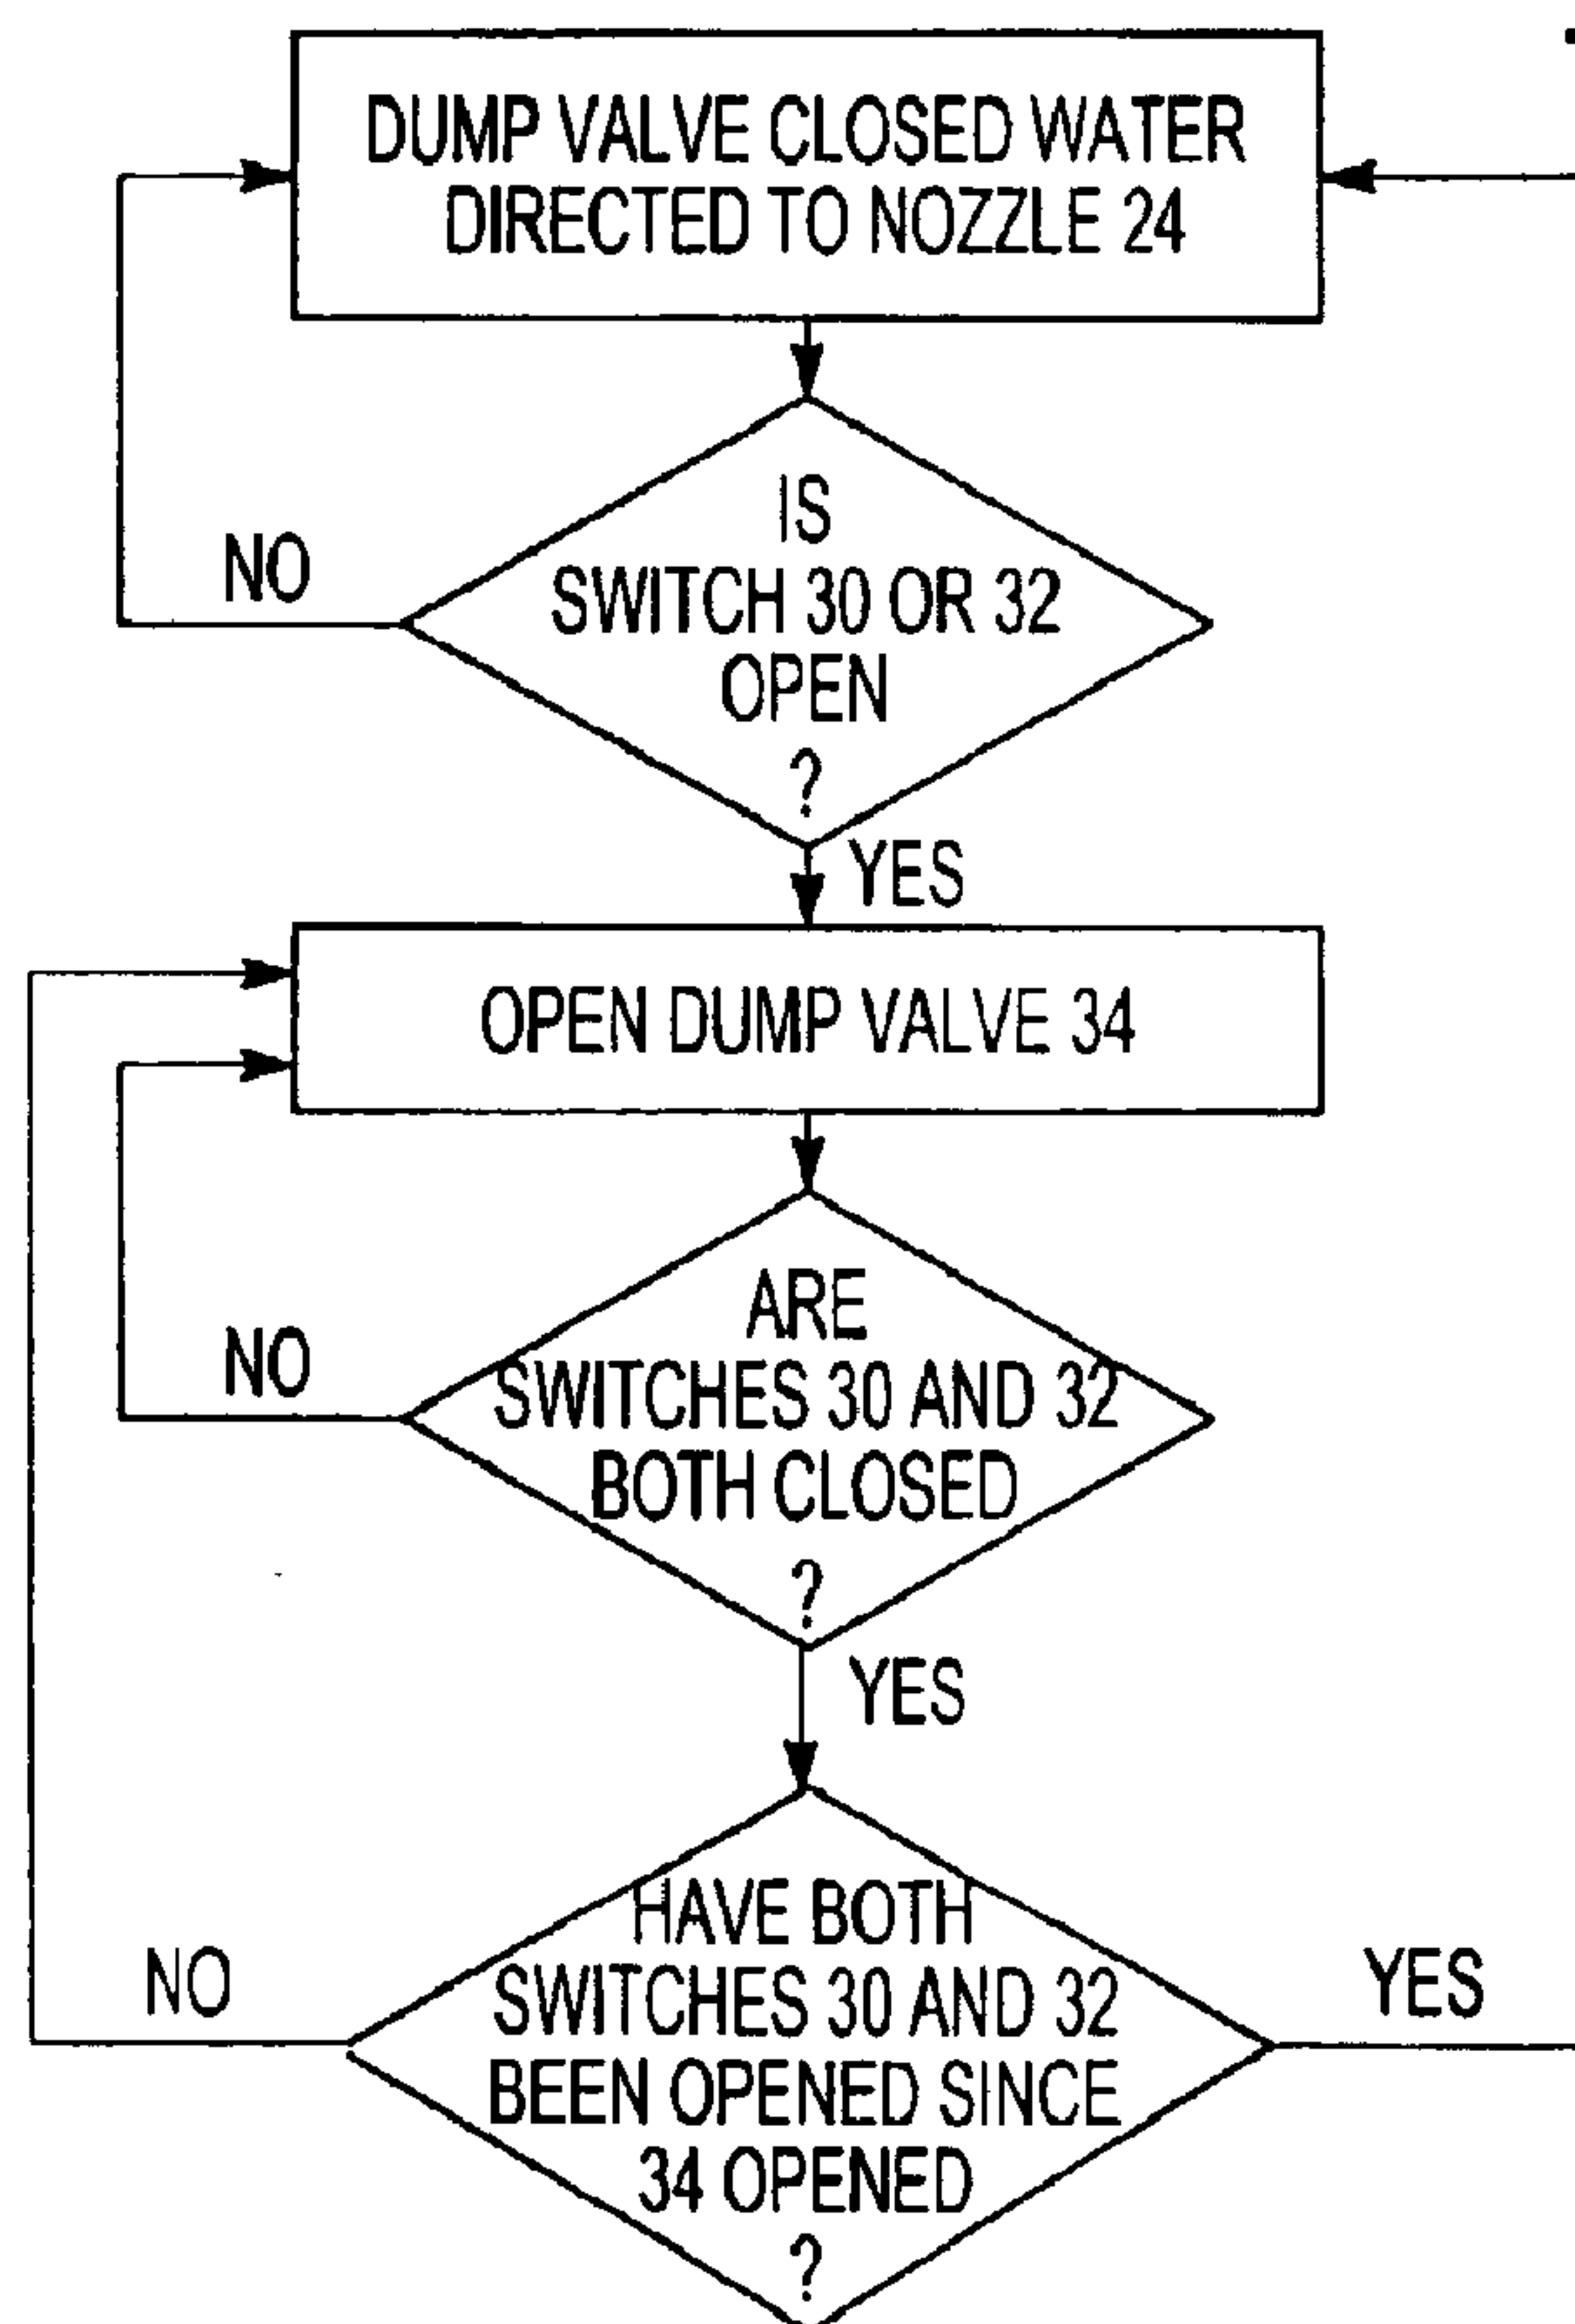 DUMP VALVE CLOSED WATER
DIRECTED TO NOZZLE 24
IS
SWITCH 30 OR 32
OPEN
?
NO
YES
OPEN DUMP VALVE 34
ARE
SWITCHES 30 AND 32
BOTH CLOSED
?
NO
YES
HAVE BOTH
SWITCHES 30 AND 32
BEEN OPENED SINCE
34 OPENED
?
NO
YES